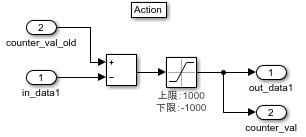 Action
2
counter_val_old
1
in_data1
+
−
上限:1000
下限:-1000
1
out_data1
2
counter_val